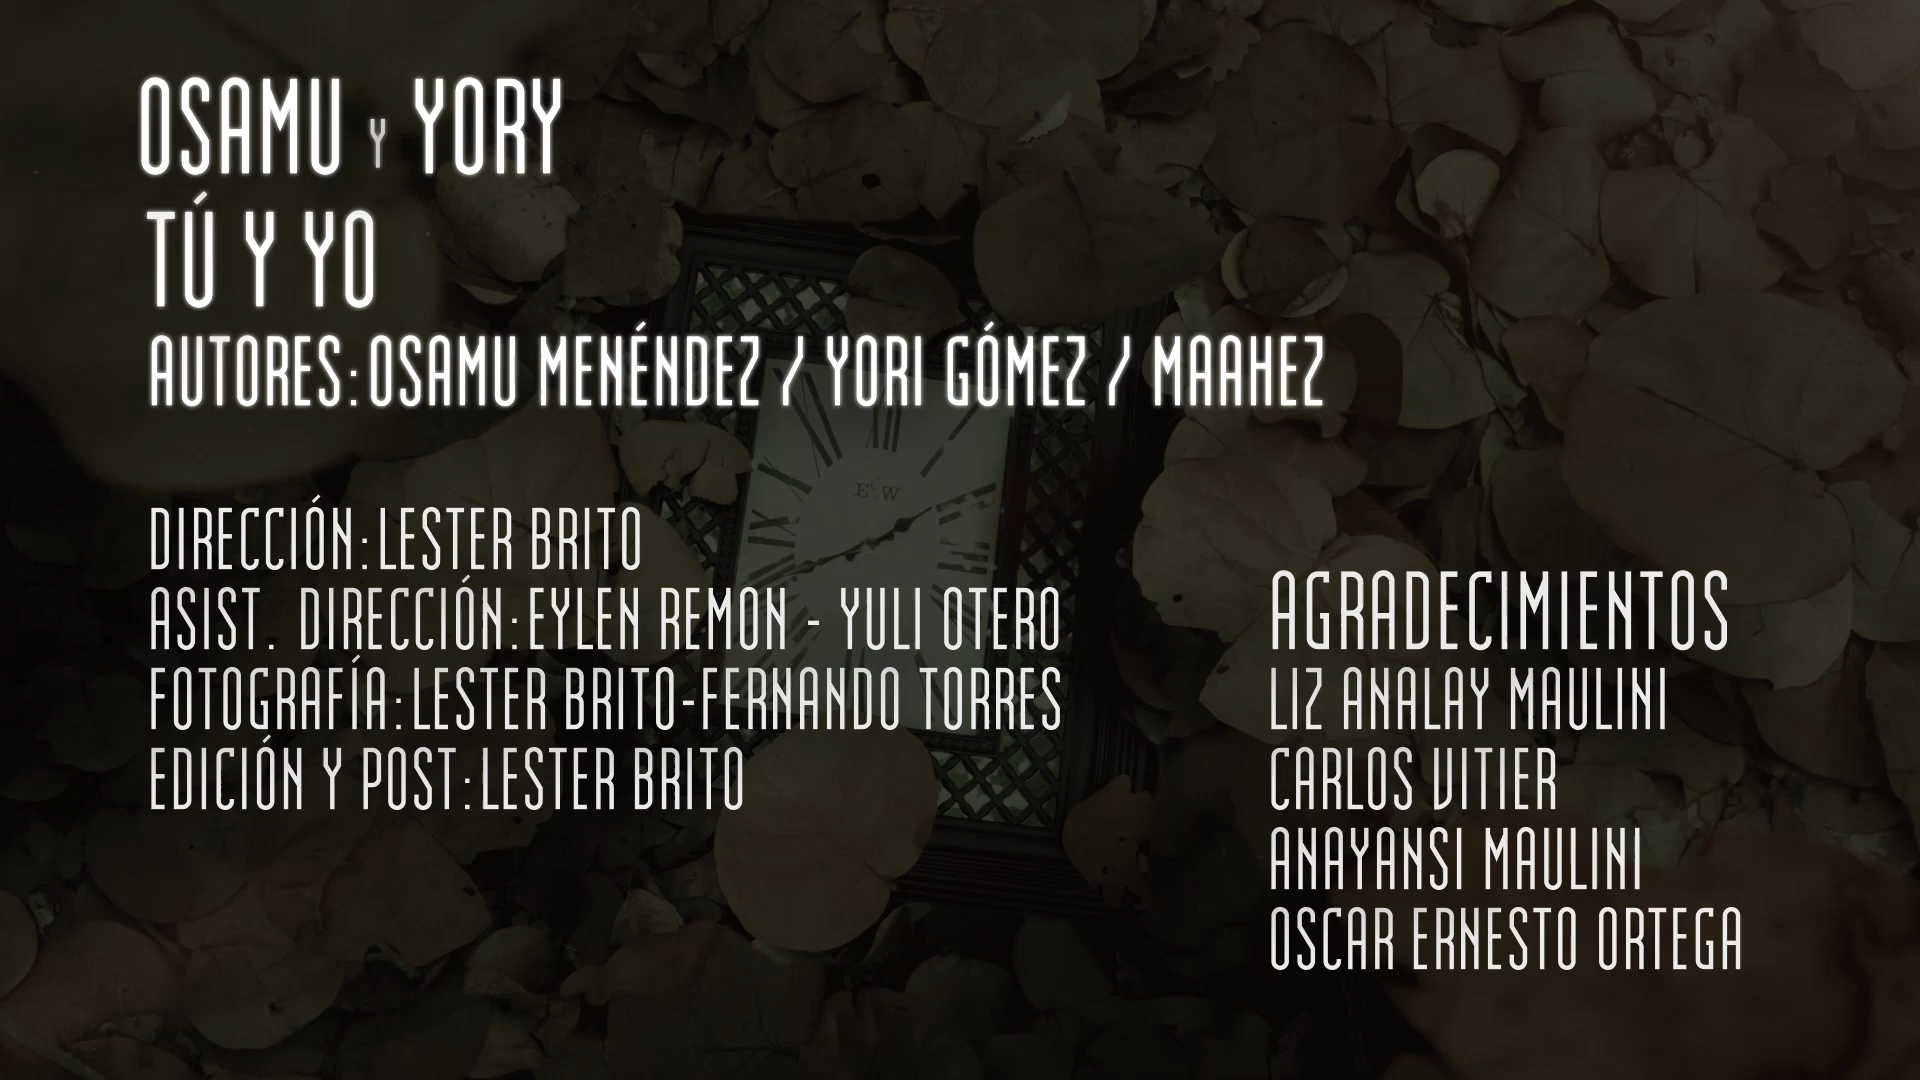 OSAMU Y YORY
TÚ Y YO
AUTORES: OSAMU MENÉNDEZ / YORI GÓMEZ / MAAHEZ
DIRECCIÓN: LESTER BRITO
ASIST. DIRECCIÓN: EYLEN REMON - YULI OTERO
FOTOGRAFÍA: LESTER BRITO-FERNANDO TORRES
EDICIÓN Y POST: LESTER BRITO
AGRADECIMIENTOS
LIZ ANALAY MAULINI
CARLOS VITIER
ANAYANSI MAULINI
OSCAR ERNESTO ORTEGA